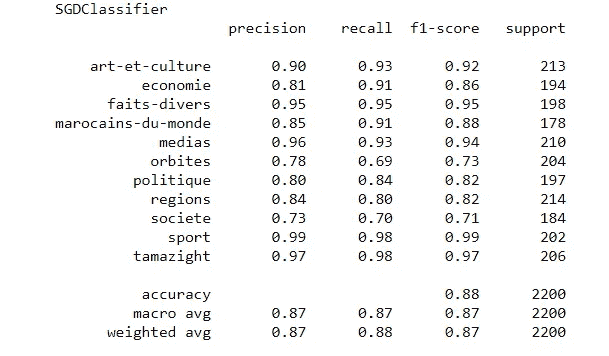 SGDClassifier
precision recall f1-score support
art-et-culture 0.90 0.93 0.92 213
economie 0.81 0.91 0.86 194
faits-divers 0.95 0.95 0.95 198
marocains-du-monde 0.85 0.91 0.88 178
medias 0.96 0.93 0.94 210
orbites 0.78 0.69 0.73 204
politique 0.80 0.84 0.82 197
regions 0.84 0.80 0.82 214
societe 0.73 0.70 0.71 184
sport 0.99 0.98 0.99 202
tamazight 0.97 0.98 0.97 206
accuracy 0.88 2200
macro avg 0.87 0.87 0.87 2200
weighted avg 0.87 0.88 0.87 2200